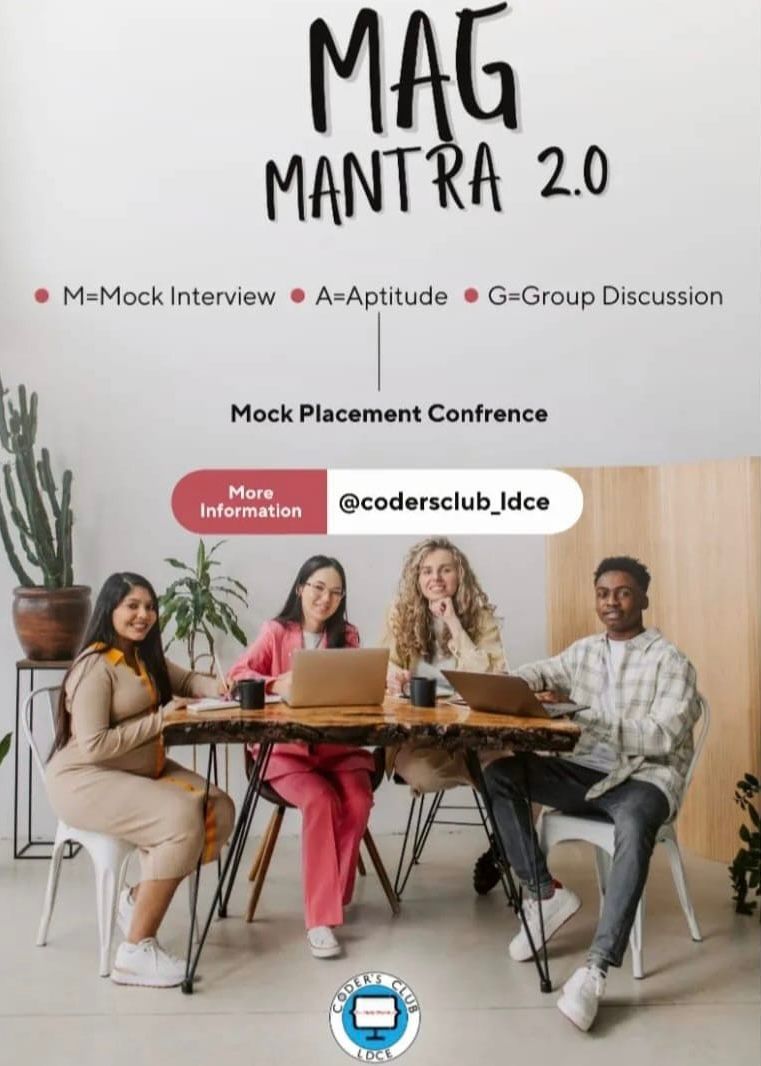 MAG
MANTRA 2.0
M=Mock Interview A=Aptitude G=Group Discussion
Mock Placement Confrence
More
Information
@codersclub_ldce
CODER'S CLUB
LDCE